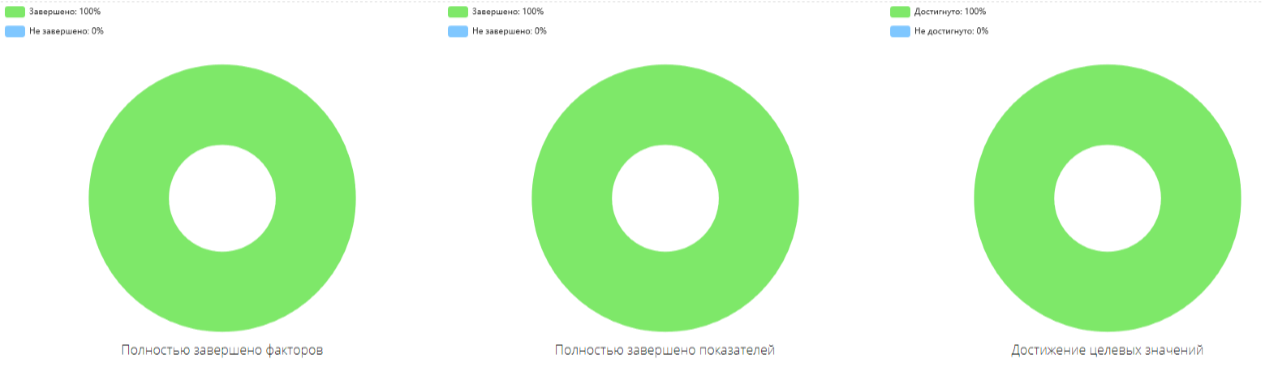 Завершено: 100%
Не завершено: 0%
Полностью завершено факторов
Завершено: 100%
Не завершено: 0%
Полностью завершено показателей
Достигнуто: 100%
Не достигнуто: 0%
Достижение целевых значений